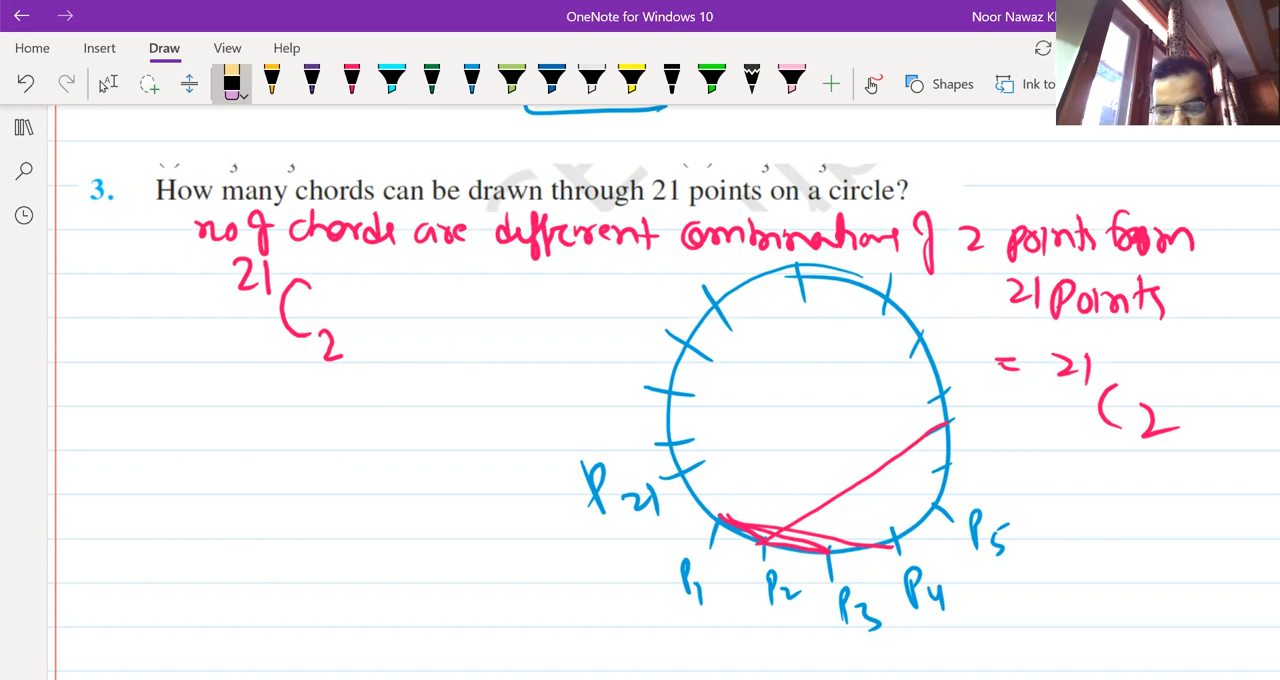 OneNote for Windows 10
Noor Nawaz Kh
Home Insert Draw View Help
Shapes
Ink to
3. How many chords can be drawn through 21 points on a circle?
no of chords are different combinations of 2 points from
21 Points
21C2
= 21C2
P21
P1
P2
P3
P4
P5